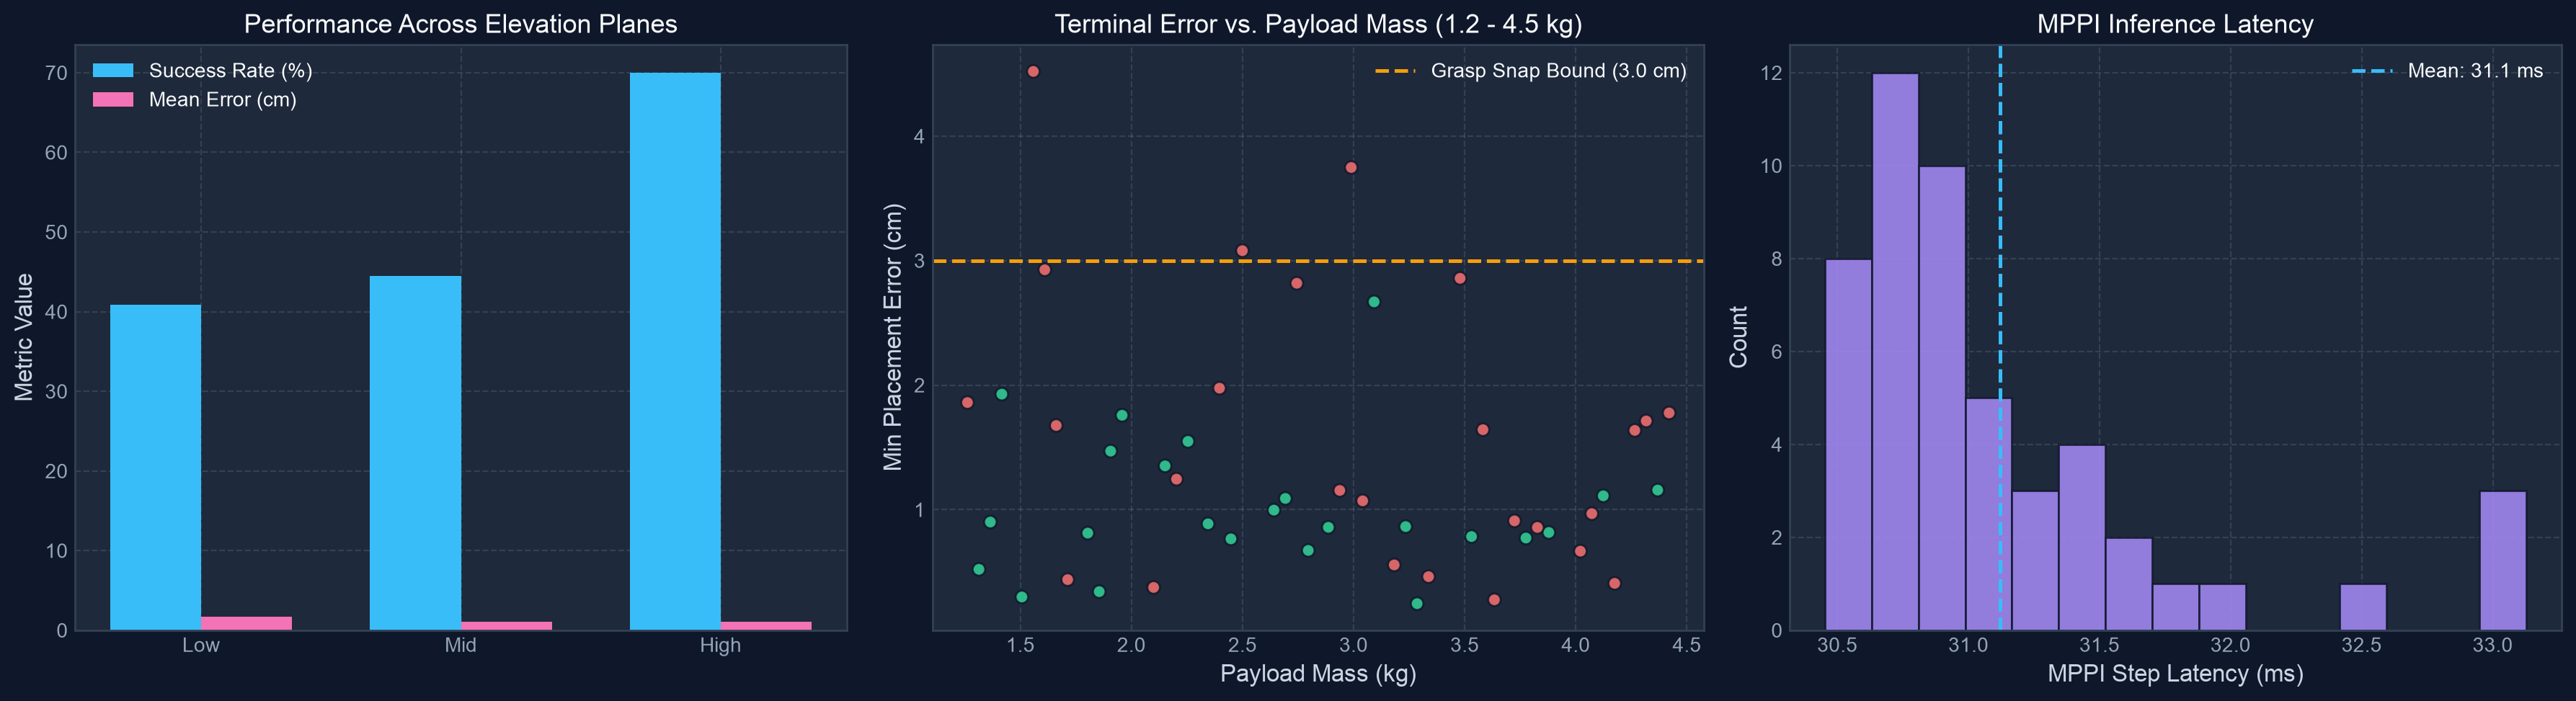 Performance Across Elevation Planes
Success Rate (%)
Mean Error (cm)
Metric Value
70
60
50
40
30
20
10
0
Low Mid High
Terminal Error vs. Payload Mass (1.2 - 4.5 kg)
Grasp Snap Bound (3.0 cm)
Min Placement Error (cm)
4
3
2
1
1.5 2.0 2.5 3.0 3.5 4.0 4.5
Payload Mass (kg)
MPPI Inference Latency
Mean: 31.1 ms
Count
12
10
8
6
4
2
0
30.5 31.0 31.5 32.0 32.5 33.0
MPPI Step Latency (ms)